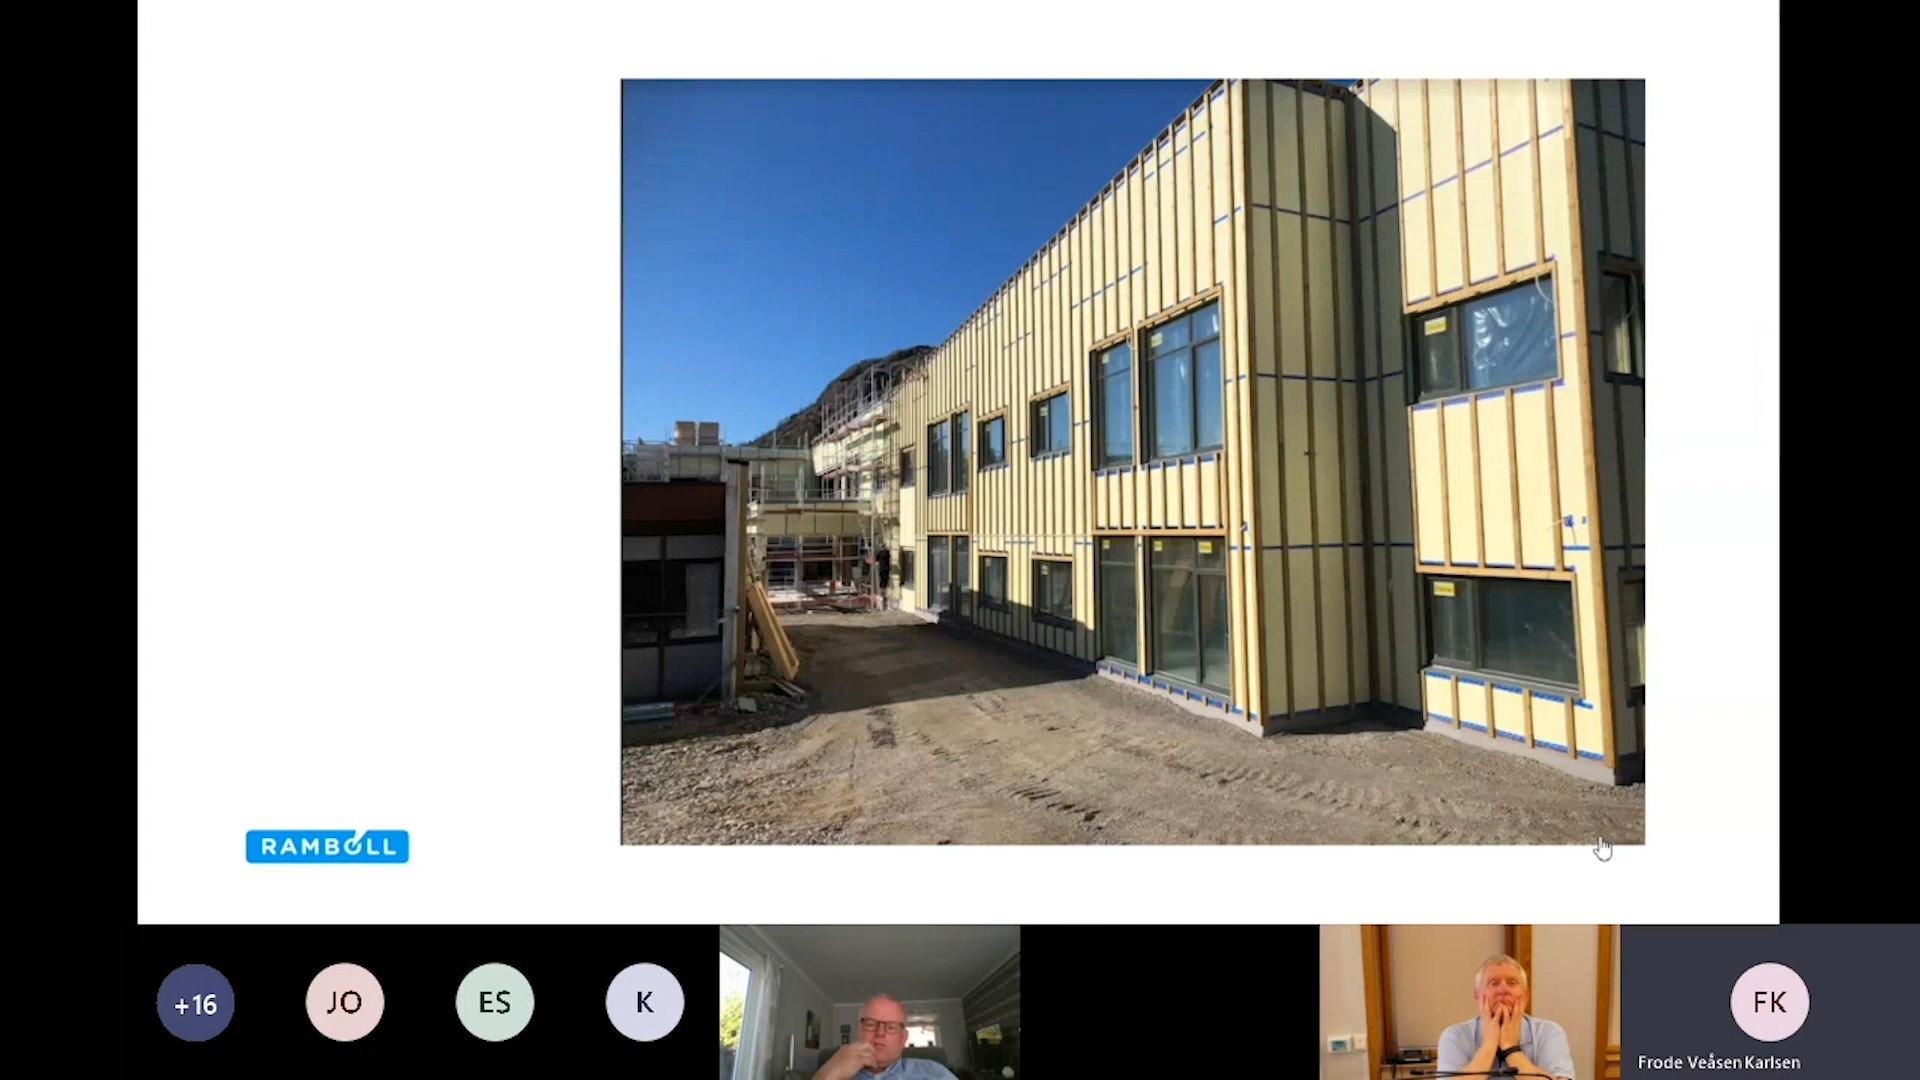 RAMBOLL
+16
JO
ES
K
FK
Frode Veåsen Karlsen